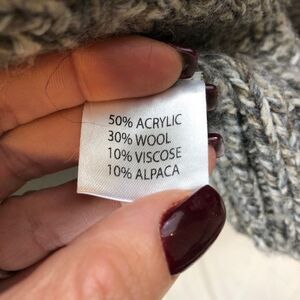 50% ACRYLIC
30% WOOL
10% VISCOSE
10% ALPACA